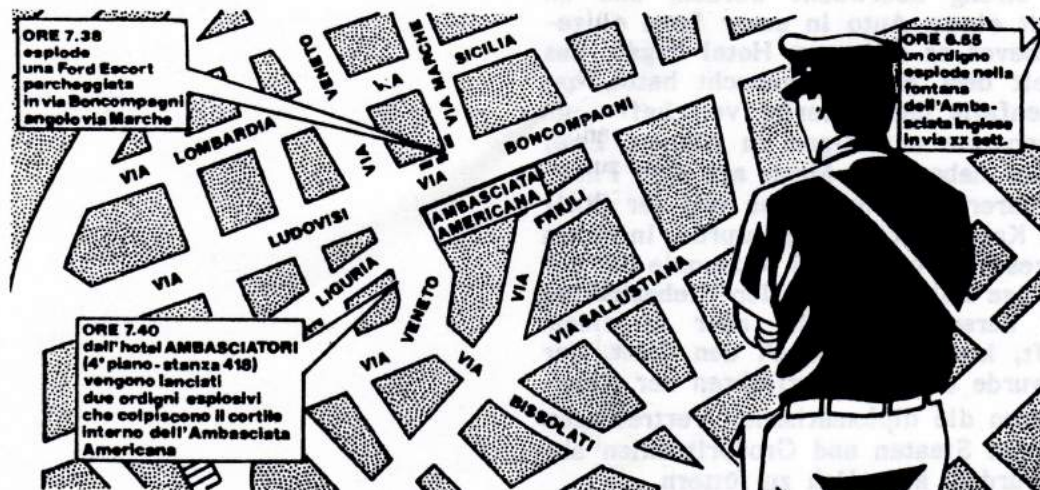 ORE 7.38
esplode
una Ford Escort
parcheggiata
in via Boncompagni
angolo via Marche
ORE 6.55
un ordigno
esplode nella
fontana
dell'Amba-
sciata Inglese
in via xx sett.
VENETO
VIA
VIA MARCHE
SICILIA
VIA
LOMBARDIA
VIA
BONCOMPAGNI
AMBASCIATA
AMERICANA
VIA
FRIULI
VIA
LUDOVISI
VIA
LIGURIA
VIA
VENETO
VIA SALLUSTIANA
VIA
BISSOLATI
ORE 7.40
dall'hotel AMBASCIATORI
(4° piano - stanza 418)
vengono lanciati
due ordigni esplosivi
che colpiscono il cortile
interno dell'Ambasciata
Americana